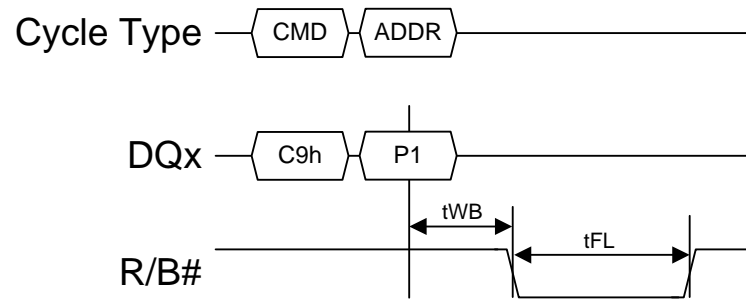 Cycle Type CMD ADDR
DQx C9h P1
tWB
tFL
R/B#